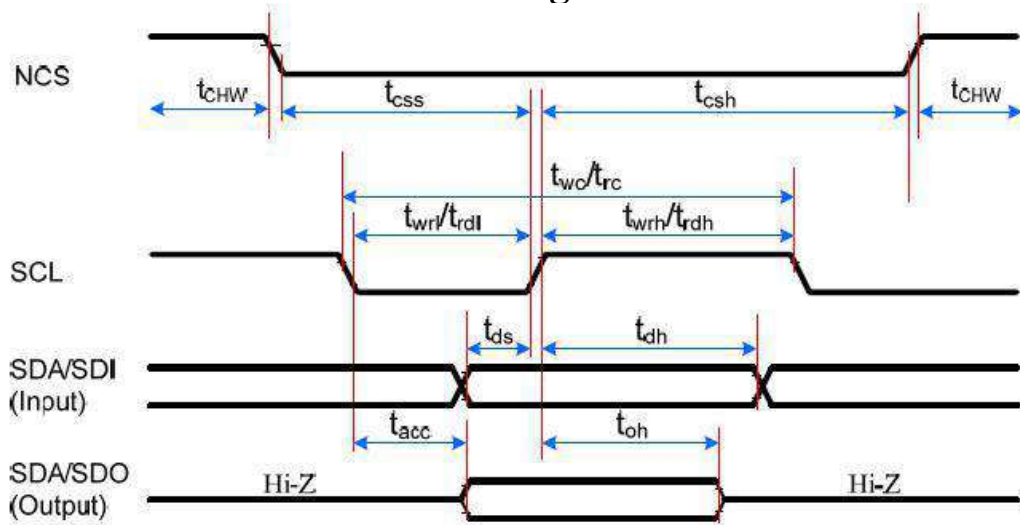 NCS
tCHW tcss tcsh tCHW
twc/trc
twrl/trdl twrh/trdh
SCL
tds tdh
SDA/SDI
(Input)
tacc toh
SDA/SDO
(Output)
Hi-Z Hi-Z